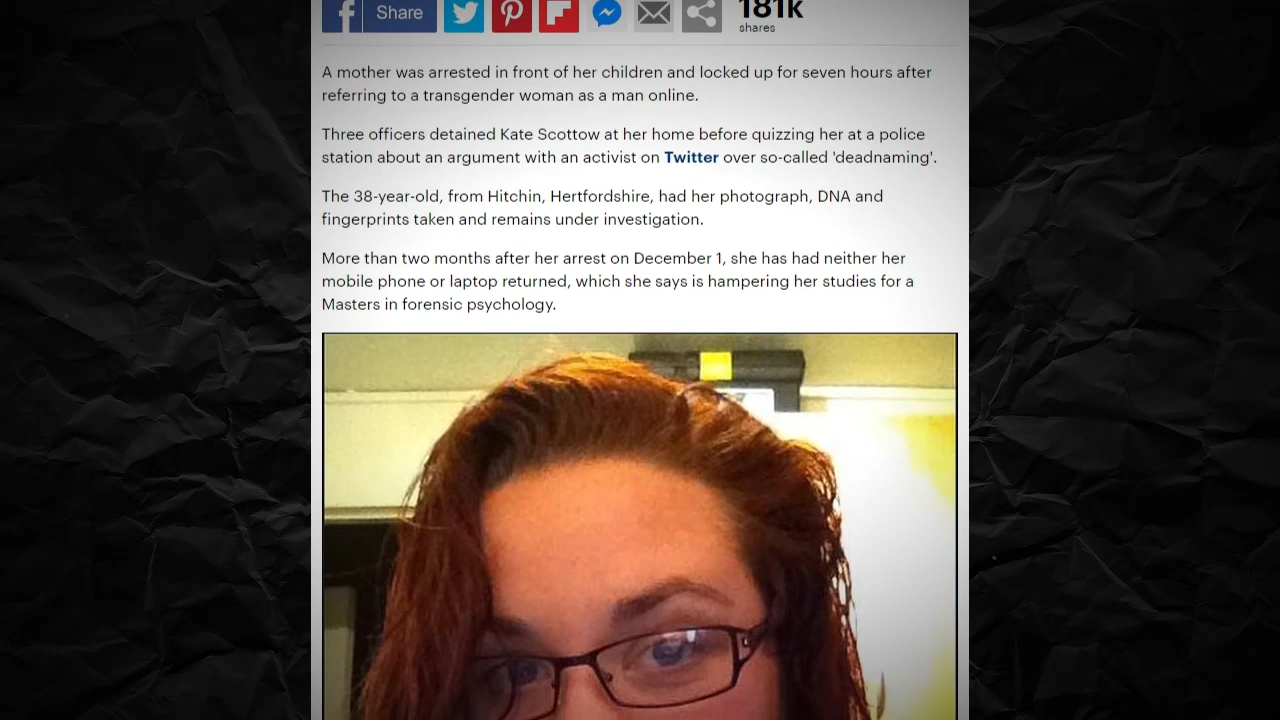 Share
181k
shares
A mother was arrested in front of her children and locked up for seven hours after
referring to a transgender woman as a man online.
Three officers detained Kate Scottow at her home before quizzing her at a police
station about an argument with an activist on Twitter over so-called 'deadnaming'.
The 38-year-old, from Hitchin, Hertfordshire, had her photograph, DNA and
fingerprints taken and remains under investigation.
More than two months after her arrest on December 1, she has had neither her
mobile phone or laptop returned, which she says is hampering her studies for a
Masters in forensic psychology.